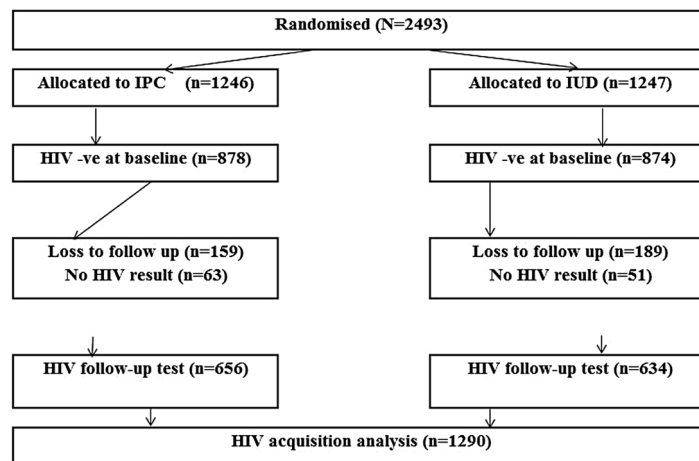 Randomised (N=2493)
Allocated to IPC (n=1246)
Allocated to IUD (n=1247)
HIV -ve at baseline (n=878)
HIV -ve at baseline (n=874)
Loss to follow up (n=159)
No HIV result (n=63)
Loss to follow up (n=189)
No HIV result (n=51)
HIV follow-up test (n=656)
HIV follow-up test (n=634)
HIV acquisition analysis (n=1290)